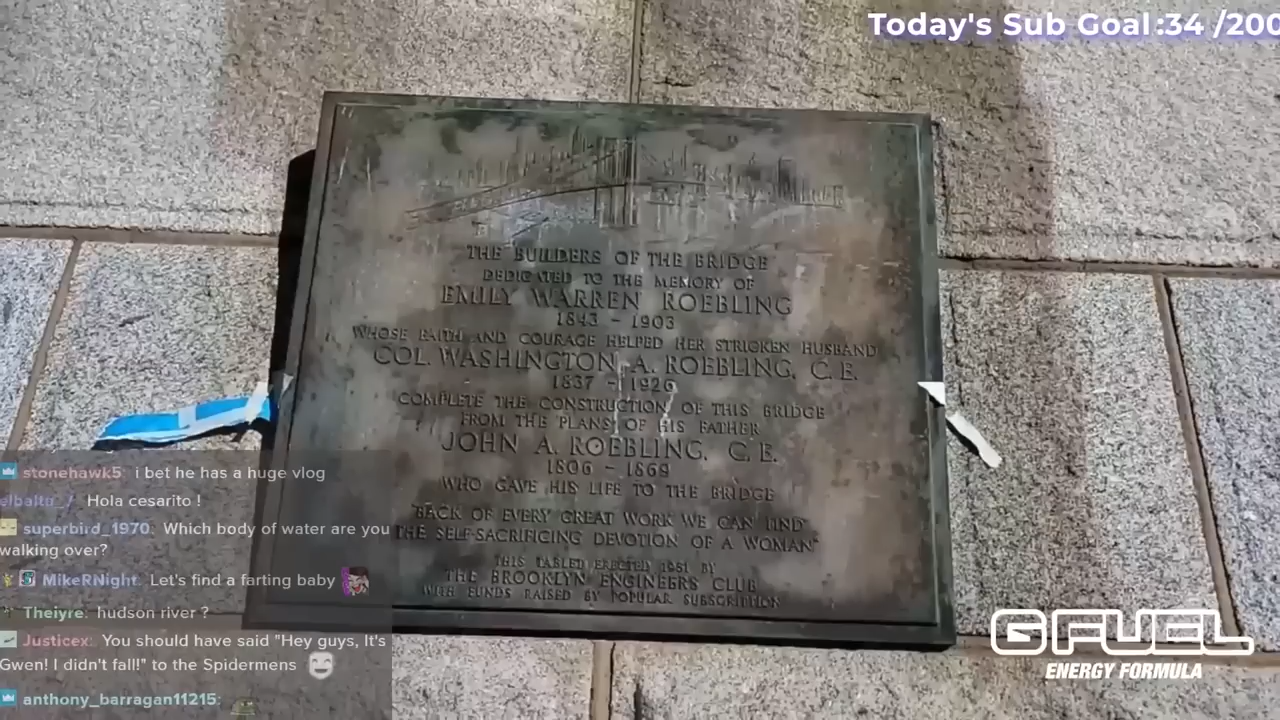 Today's Sub Goal:34 /200
THE BUILDERS OF THE BRIDGE
DEDICATED TO THE MEMORY OF
EMILY WARREN ROEBLING
1843 - 1903
WHOSE FAITH AND COURAGE HELPED HER STRICKEN HUSBAND
COL. WASHINGTON A. ROEBLING, C.E.
1837 - 1926
COMPLETE THE CONSTRUCTION OF THIS BRIDGE
FROM THE PLANS OF HIS FATHER
JOHN A. ROEBLING, C.E.
1806 - 1869
WHO GAVE HIS LIFE TO THE BRIDGE
"BACK OF EVERY GREAT WORK WE CAN FIND
THE SELF-SACRIFICING DEVOTION OF A WOMAN"
THIS TABLET ERECTED 1951 BY
THE BROOKLYN ENGINEERS CLUB
WITH FUNDS RAISED BY POPULAR SUBSCRIPTION
stonehawk5: i bet he has a huge vlog
elbaltu_7 Hola cesarito !
superbird_1970: Which body of water are you
walking over?
MikeRNight: Let's find a farting baby
Theiyre: hudson river ?
Justicex: You should have said "Hey guys, It's
Gwen! I didn't fall!" to the Spidermens
anthony_barragan11215:
GFUEL
ENERGY FORMULA